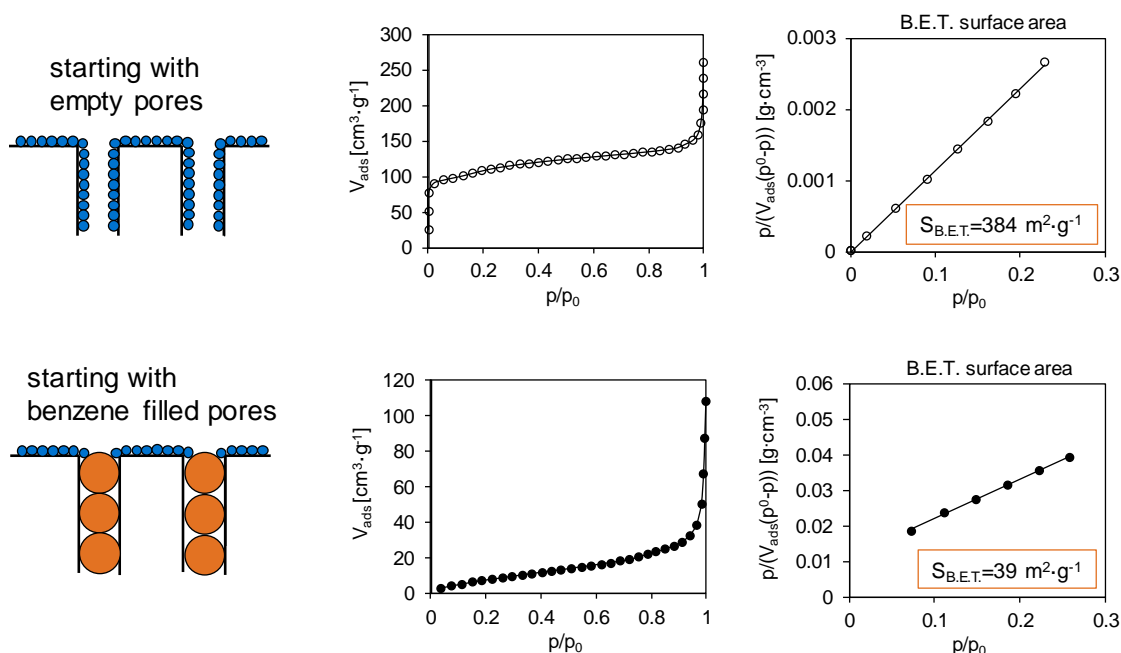 starting with
empty pores
V_ads [cm³·g⁻¹]
300
250
200
150
100
50
0
0 0.2 0.4 0.6 0.8 1
p/p₀
B.E.T. surface area
p/(V_ads(p⁰-p)) [g·cm⁻³]
0.003
0.002
0.001
0
S_B.E.T.=384 m²·g⁻¹
0 0.1 0.2 0.3
p/p₀
starting with
benzene filled pores
V_ads [cm³·g⁻¹]
120
100
80
60
40
20
0
0 0.2 0.4 0.6 0.8 1
p/p₀
B.E.T. surface area
p/(V_ads(p⁰-p)) [g·cm⁻³]
0.06
0.05
0.04
0.03
0.02
0.01
0
S_B.E.T.=39 m²·g⁻¹
0 0.1 0.2 0.3
p/p₀